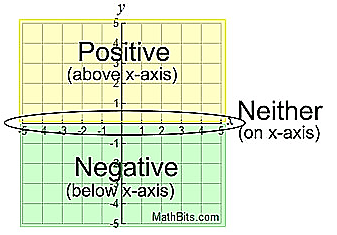 y
5
4
3
2
1
Positive
(above x-axis)
Neither
(on x-axis)
-5 -4 -3 -2 -1 1 2 3 4 5 x
-1
-2
-3
-4
-5
Negative
(below x-axis)
MathBits.com